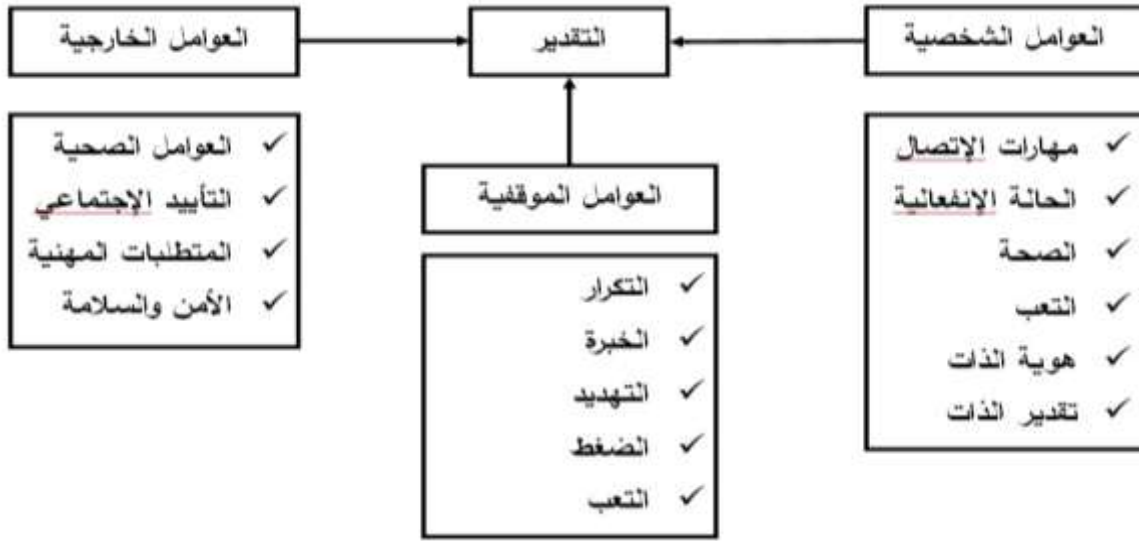 العوامل الشخصية
التقدير
العوامل الخارجية
مهارات الإتصال
الحالة الإنفعالية
الصحة
التعب
هوية الذات
تقدير الذات
العوامل الموقفية
التكرار
الخبرة
التهديد
الضغط
التعب
العوامل الصحية
التأييد الإجتماعي
المتطلبات المهنية
الأمن والسلامة